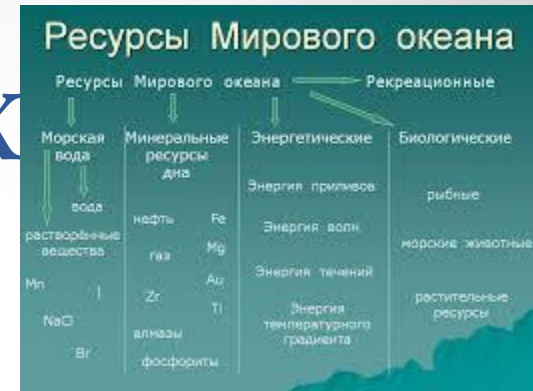 Ресурсы Мирового океана
Ресурсы Мирового океана
Рекреационные
Морская
вода
вода
растворённые
вещества
Mn
I
NaCl
Br
Минеральные
ресурсы
дна
нефть
Fe
газ
Mg
Au
Zr
Ti
алмазы
фосфориты
Энергетические
Энергия приливов
Энергия волн
Энергия течений
Энергия
температурного
градиента
Биологические
рыбные
морские животные
растительные
ресурсы